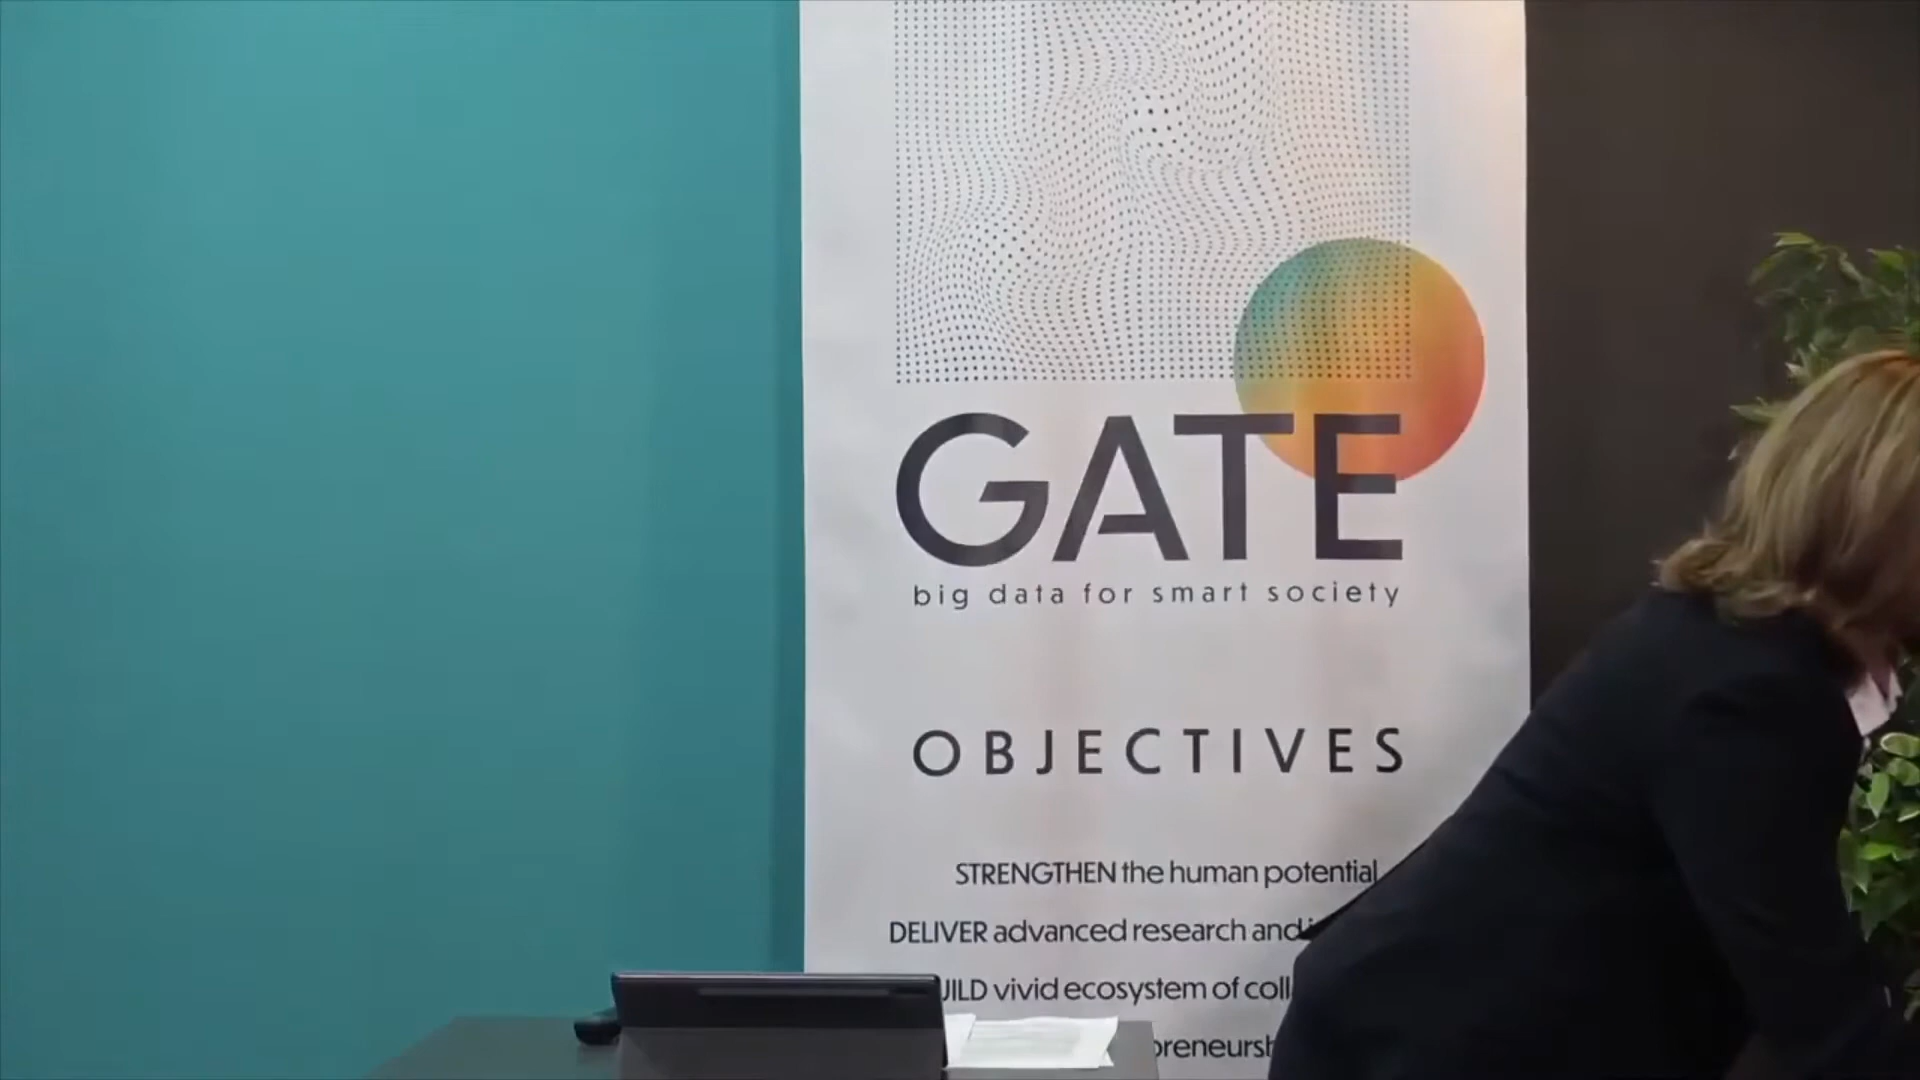 GATE
big data for smart society
OBJECTIVES
STRENGTHEN the human potential
DELIVER advanced research and
vivid ecosystem of